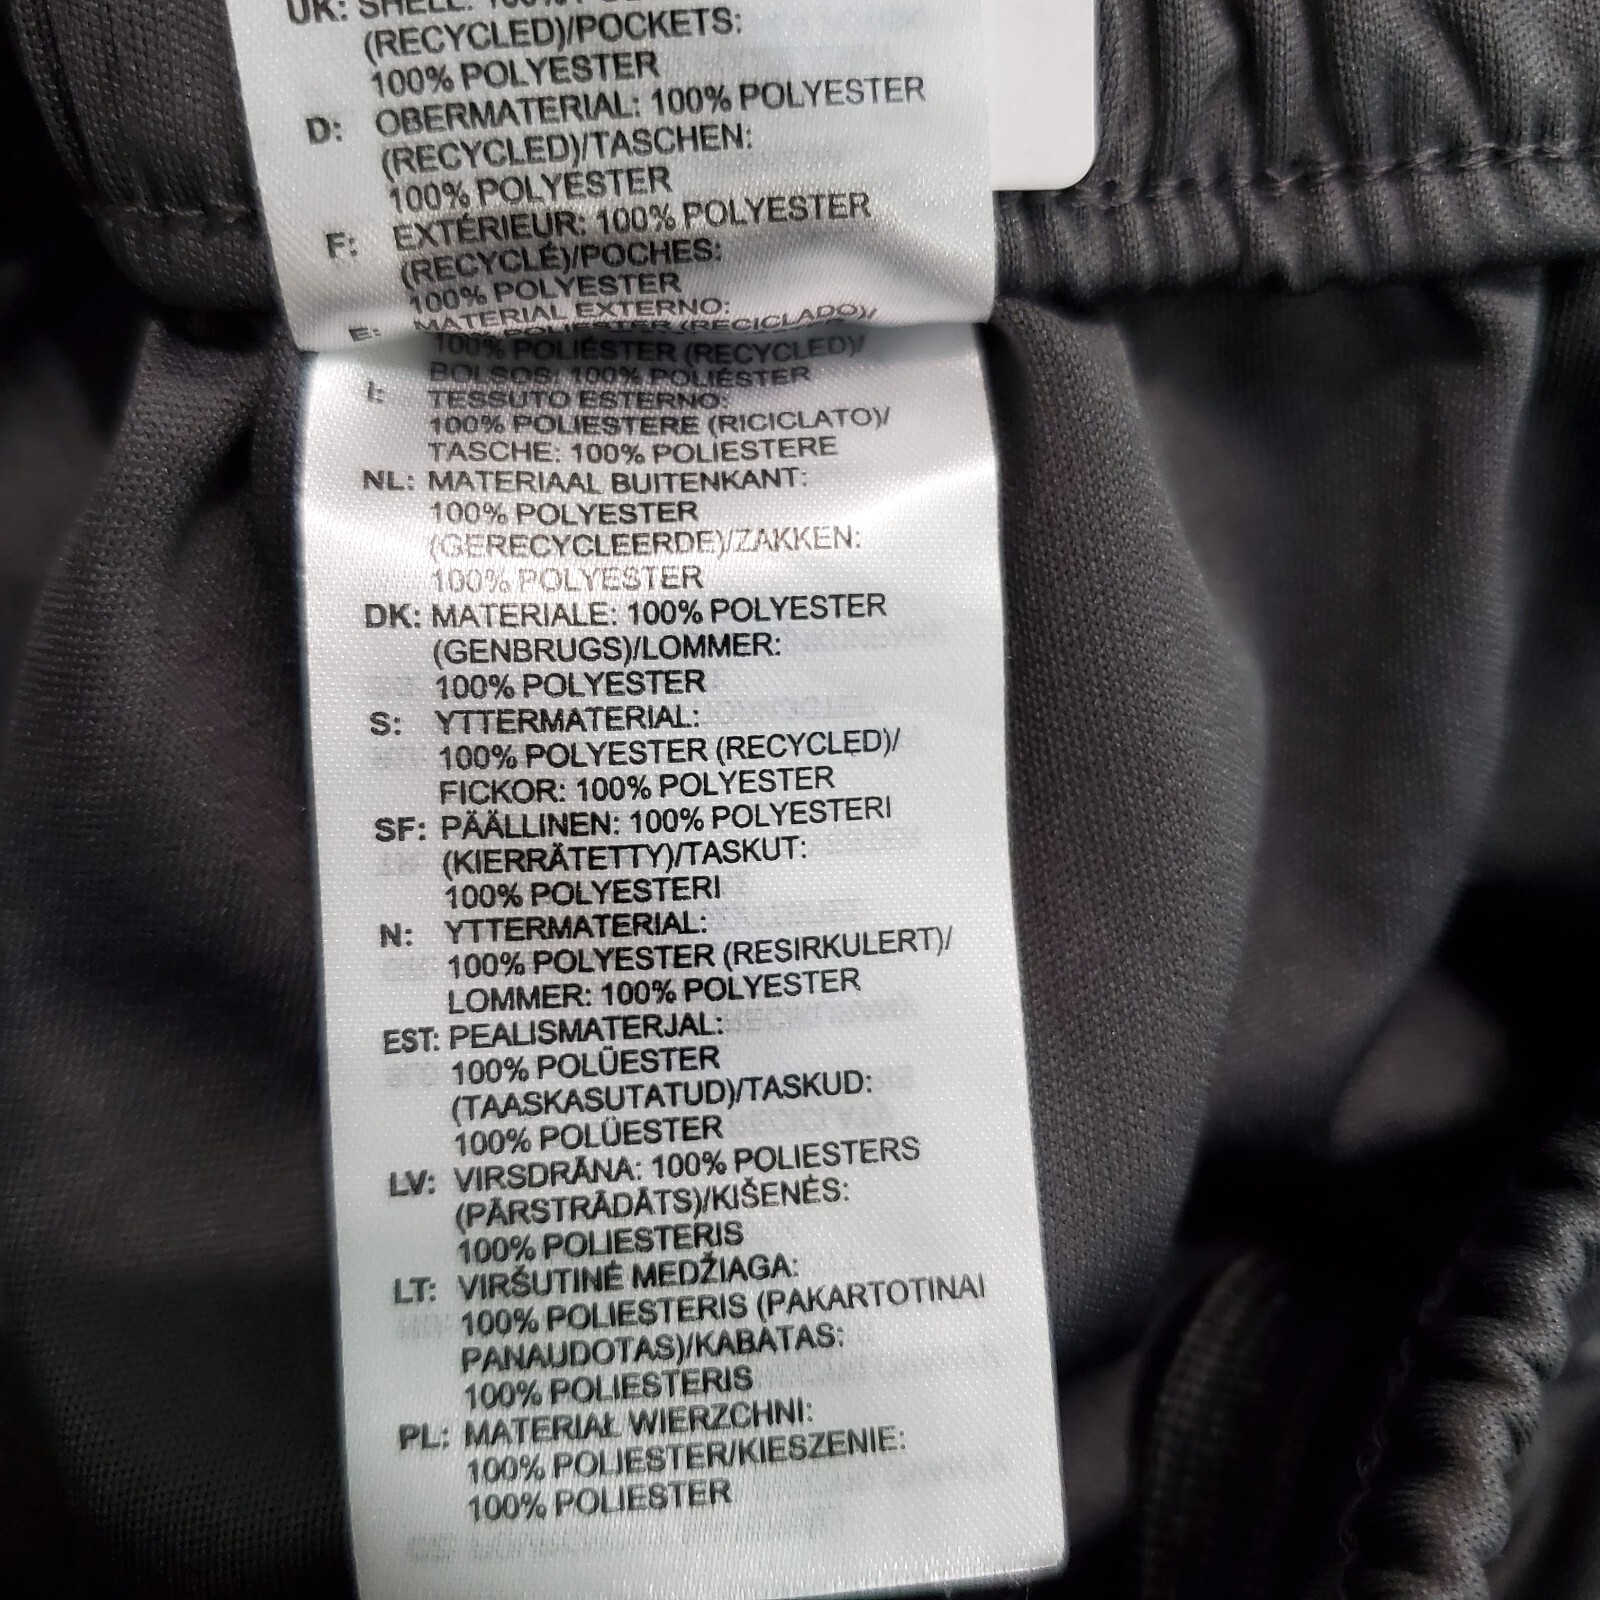 UK: SHELL: 100% 
(RECYCLED)/POCKETS:
100% POLYESTER
D: OBERMATERIAL: 100% POLYESTER
(RECYCLED)/TASCHEN:
100% POLYESTER
F: EXTÉRIEUR: 100% POLYESTER
(RECYCLÉ)/POCHES:
100% POLYESTER
E: MATERIAL EXTERNO:
POLIESTER (RECICLADO)/
100% POLIÉSTER (RECYCLED)/
BOLSOS: 100% POLIÉSTER
I: TESSUTO ESTERNO:
100% POLIESTERE (RICICLATO)/
TASCHE: 100% POLIESTERE
NL: MATERIAAL BUITENKANT:
100% POLYESTER
(GERECYCLEERDE)/ZAKKEN:
100% POLYESTER
DK: MATERIALE: 100% POLYESTER
(GENBRUGS)/LOMMER:
100% POLYESTER
S: YTTERMATERIAL:
100% POLYESTER (RECYCLED)/
FICKOR: 100% POLYESTER
SF: PÄÄLLINEN: 100% POLYESTERI
(KIERRÄTETTY)/TASKUT:
100% POLYESTERI
N: YTTERMATERIAL:
100% POLYESTER (RESIRKULERT)/
LOMMER: 100% POLYESTER
EST: PEALISMATERJAL:
100% POLÜESTER
(TAASKASUTATUD)/TASKUD:
100% POLÜESTER
LV: VIRSDRĀNA: 100% POLIESTERS
(PĀRSTRĀDĀTS)/KIŠENĖS:
100% POLIESTERIS
LT: VIRŠUTINĖ MEDŽIAGA:
100% POLIESTERIS (PAKARTOTINAI
PANAUDOTAS)/KABATAS:
100% POLIESTERIS
PL: MATERIAŁ WIERZCHNI:
100% POLIESTER/KIESZENIE:
100% POLIESTER